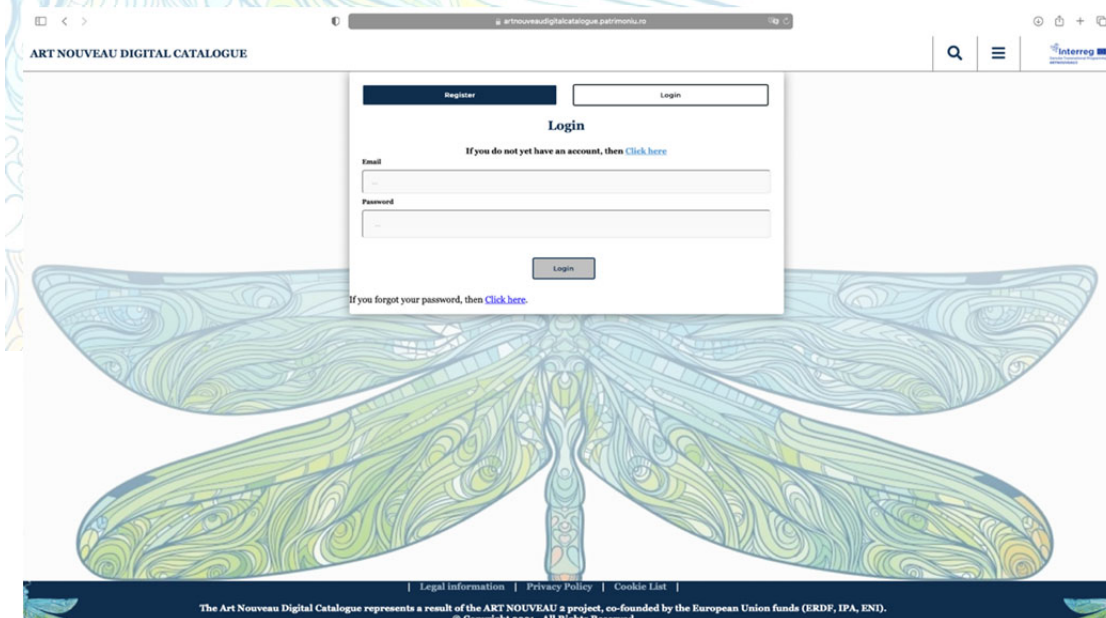 artnouveaudigitalcatalogue.patrimoniu.ro
ART NOUVEAU DIGITAL CATALOGUE
Interreg
Register
Login
Login
If you do not yet have an account, then Click here
Email
...
Password
...
Login
If you forgot your password, then Click here.
| Legal information | Privacy Policy | Cookie List |
The Art Nouveau Digital Catalogue represents a result of the ART NOUVEAU 2 project, co-founded by the European Union funds (ERDF, IPA, ENI).